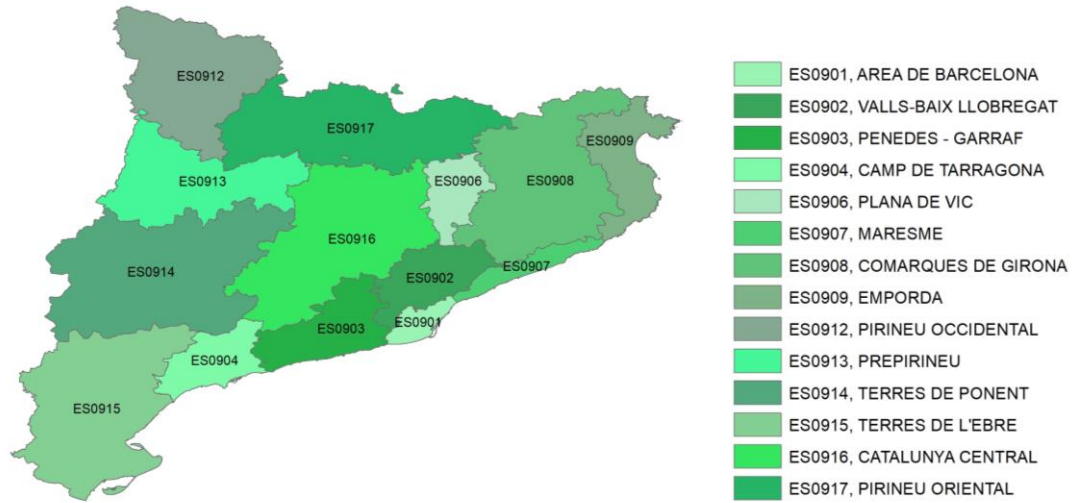 ES0912
ES0917
ES0909
ES0906
ES0913
ES0908
ES0916
ES0914
ES0907
ES0902
ES0901
ES0903
ES0904
ES0915
ES0901, AREA DE BARCELONA
ES0902, VALLS-BAIX LLOBREGAT
ES0903, PENEDES - GARRAF
ES0904, CAMP DE TARRAGONA
ES0906, PLANA DE VIC
ES0907, MARESME
ES0908, COMARQUES DE GIRONA
ES0909, EMPORDA
ES0912, PIRINEU OCCIDENTAL
ES0913, PREPIRINEU
ES0914, TERRES DE PONENT
ES0915, TERRES DE L'EBRE
ES0916, CATALUNYA CENTRAL
ES0917, PIRINEU ORIENTAL